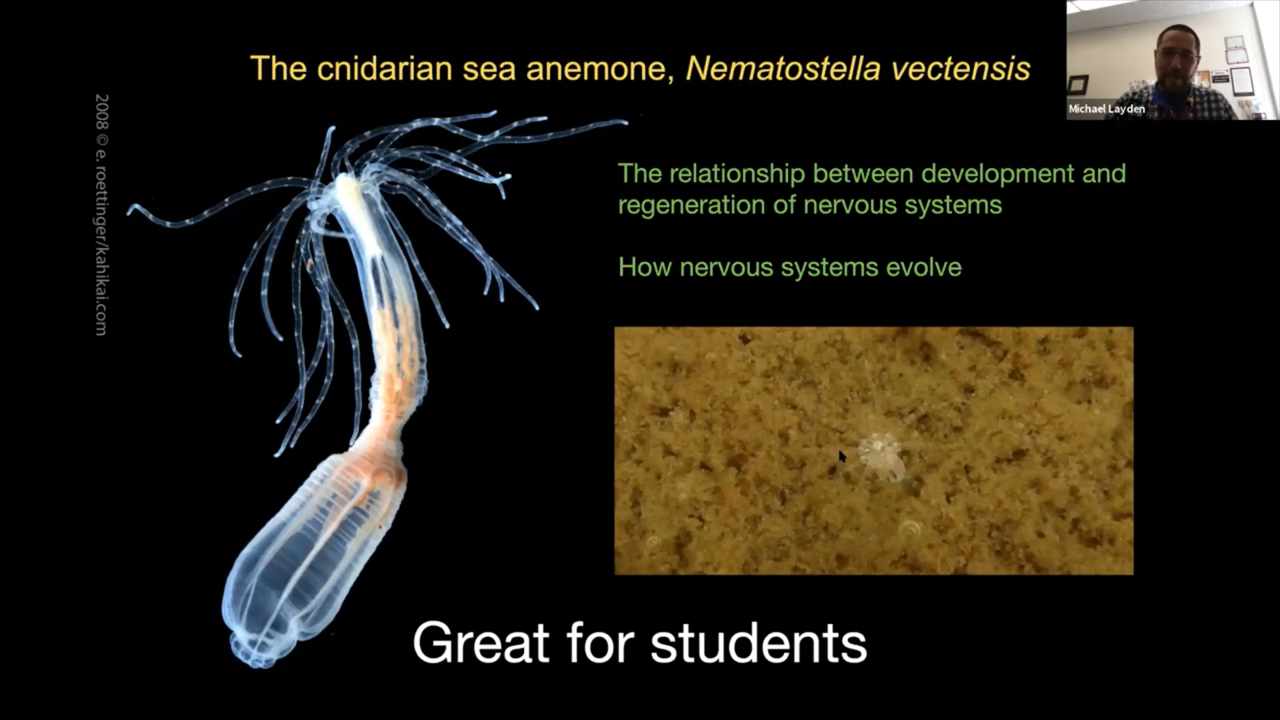 The cnidarian sea anemone, Nematostella vectensis
Michael Layden
2008 © e. roettinger/kahikai.com
The relationship between development and
regeneration of nervous systems
How nervous systems evolve
Great for students